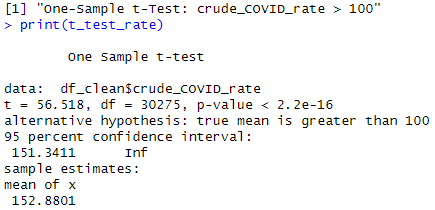 [1] "One-Sample t-Test: crude_COVID_rate > 100"
> print(t_test_rate)
One Sample t-test
data:  df_clean$crude_COVID_rate
t = 56.518, df = 30275, p-value < 2.2e-16
alternative hypothesis: true mean is greater than 100
95 percent confidence interval:
 151.3411      Inf
sample estimates:
mean of x
 152.8801